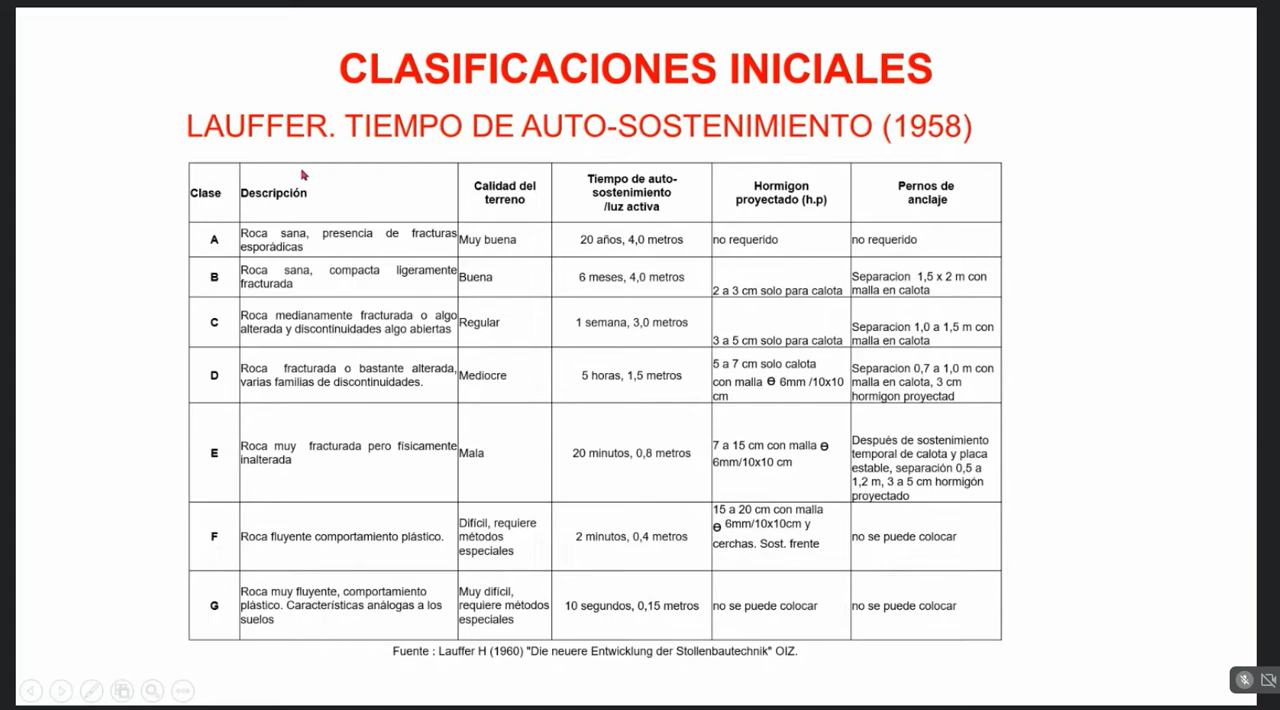 CLASIFICACIONES INICIALES
LAUFFER. TIEMPO DE AUTO-SOSTENIMIENTO (1958)
Clase
Descripción
Calidad del
terreno
Tiempo de auto-
sostenimiento
/luz activa
Hormigon
proyectado (h.p)
Pernos de
anclaje
A
Roca sana, presencia de fracturas
esporádicas
Muy buena
20 años, 4,0 metros
no requerido
no requerido
B
Roca sana, compacta ligeramente
fracturada
Buena
6 meses, 4,0 metros
2 a 3 cm solo para calota
Separacion 1,5 x 2 m con
malla en calota
C
Roca medianamente fracturada o algo
alterada y discontinuidades algo abiertas
Regular
1 semana, 3,0 metros
3 a 5 cm solo para calota
Separacion 1,0 a 1,5 m con
malla en calota
D
Roca fracturada o bastante alterada,
varias familias de discontinuidades.
Mediocre
5 horas, 1,5 metros
5 a 7 cm solo calota
con malla Ɵ 6mm /10x10
cm
Separacion 0,7 a 1,0 m con
malla en calota, 3 cm
hormigon proyectad
E
Roca muy fracturada pero físicamente
inalterada
Mala
20 minutos, 0,8 metros
7 a 15 cm con malla Ɵ
6mm/10x10 cm
Después de sostenimiento
temporal de calota y placa
estable, separación 0,5 a
1,2 m, 3 a 5 cm hormigón
proyectado
F
Roca fluyente comportamiento plástico.
Difícil, requiere
métodos
especiales
2 minutos, 0,4 metros
15 a 20 cm con malla
Ɵ 6mm/10x10cm y
cerchas. Sost. frente
no se puede colocar
G
Roca muy fluyente, comportamiento
plástico. Características análogas a los
suelos
Muy difícil,
requiere métodos
especiales
10 segundos, 0,15 metros
no se puede colocar
no se puede colocar
Fuente : Lauffer H (1960) "Die neuere Entwicklung der Stollenbautechnik" OIZ.